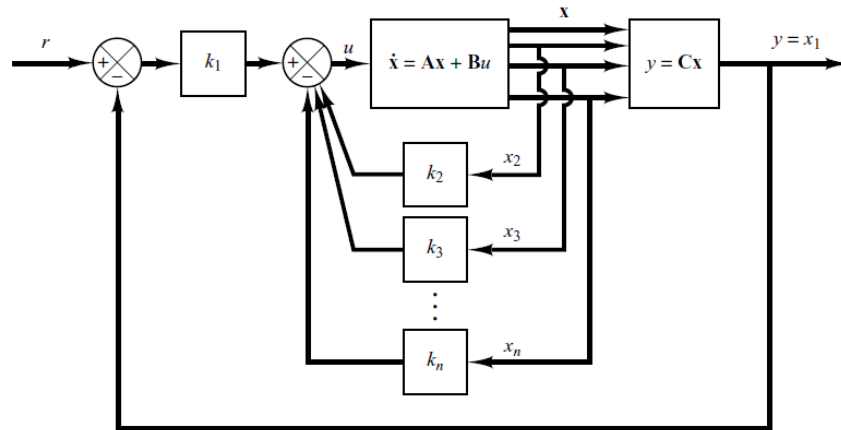 x
r
+
−
k₁
+
−
u
ẋ = Ax + Bu
y = Cx
y = x₁
k₂
x₂
k₃
x₃
⋮
kₙ
xₙ